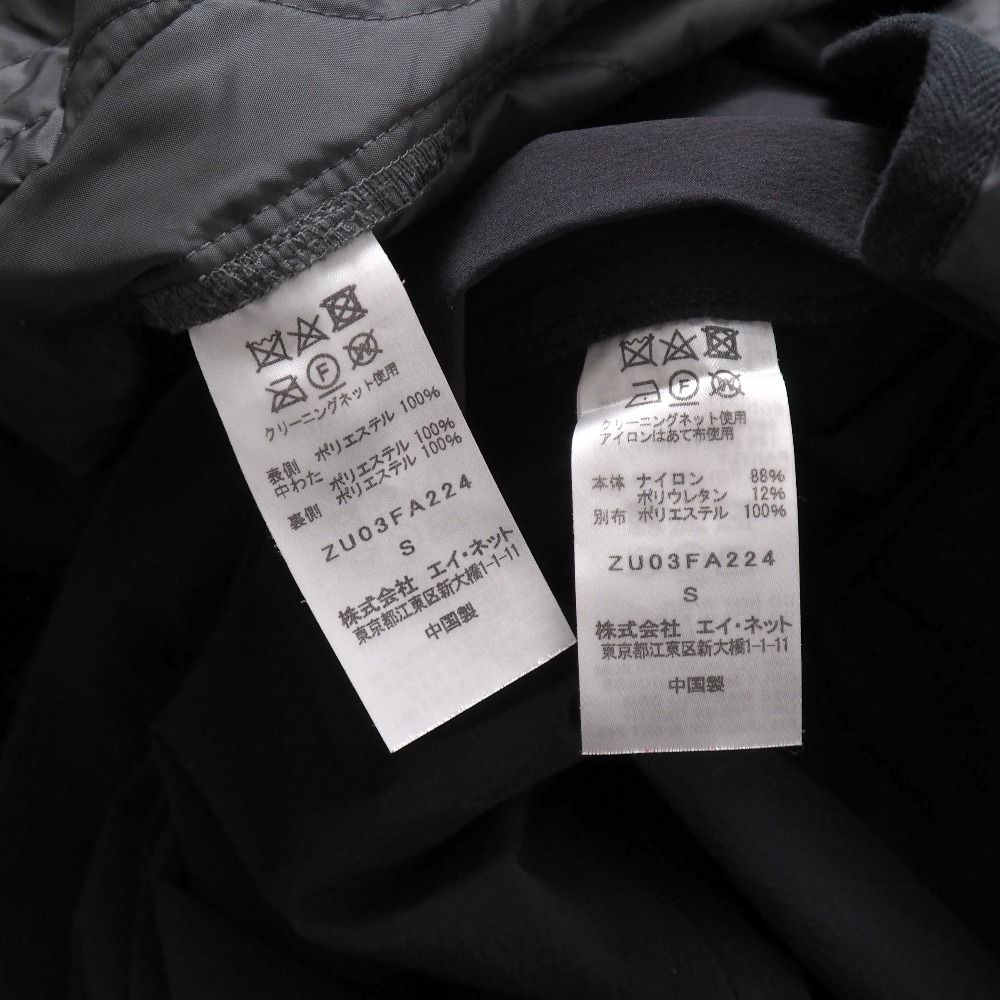 クリーニングネット使用
表側 ポリエステル 100%
中わた ポリエステル 100%
ポリエステル 100%
裏側
ZU03FA224
S
株式会社 エイ・ネット
東京都江東区新大橋1-1-11
中国製
クリーニングネット使用
アイロンはあて布使用
本体 ナイロン 88%
ポリウレタン 12%
別布 ポリエステル 100%
ZU03FA224
S
株式会社 エイ・ネット
東京都江東区新大橋1-1-11
中国製